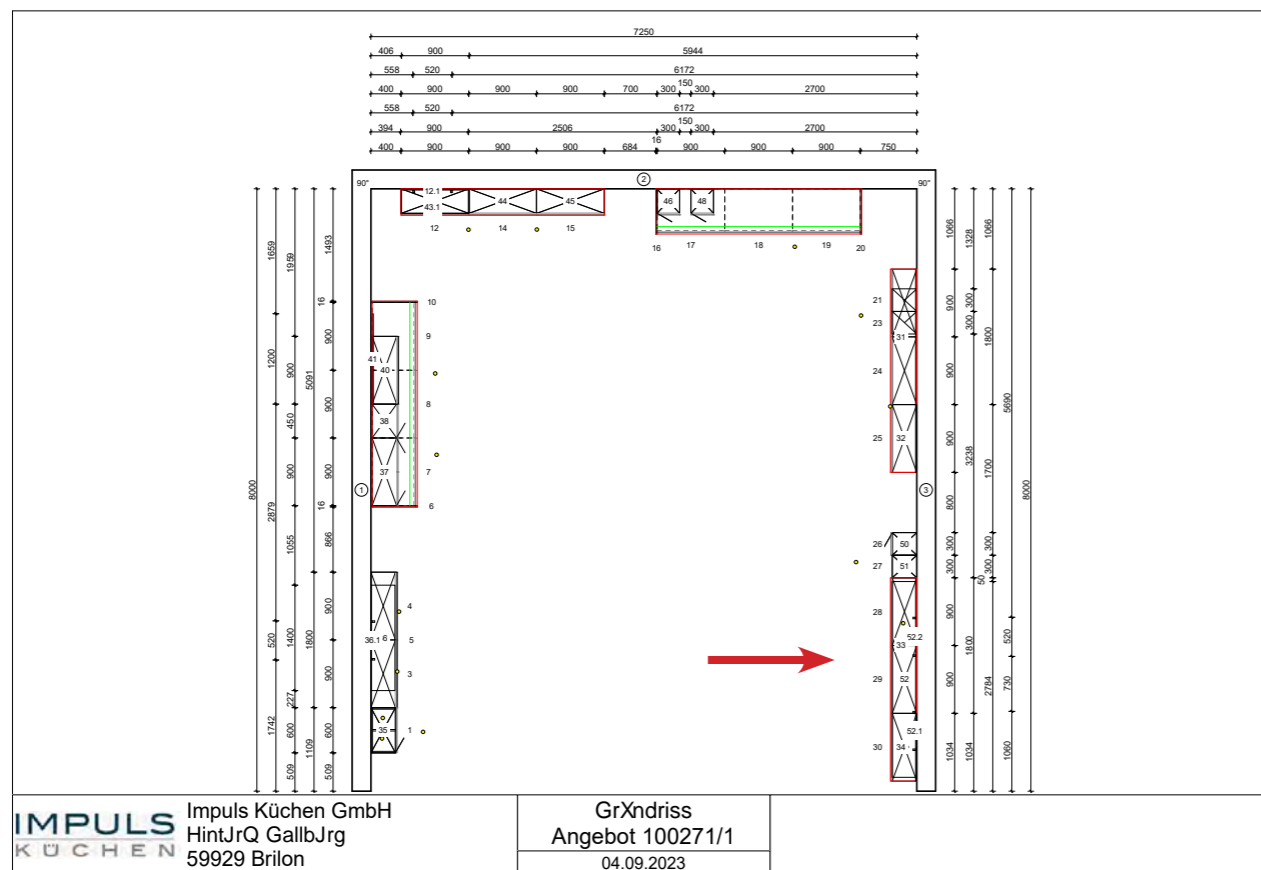 7250
406 900 5944
558 520 6172
150
400 900 900 900 700 300 300 2700
558 520 6172
150
394 900 2506 300 300 2700
16
400 900 900 900 684 900 900 900 750
90° 2 90°
12.1
43.1 44 45 46 48
12 14 15 16 17 18 19 20
10
9
41 40
8
38
37 7
6
1
4
36.1 6 5
3
35 1
21
23
31
24
25 32
3
26 50
27 51
28
52.2
33
29 52
52.1
30 34
8000
1659 1200 2879 520 1742
1959 900 450 900 1055 1400 227 600 509
5091 1800 1109
1493 16 900 900 900 16 866 900 900 600 509
1066 900 900 900 800 300 300 900 900 1034
1328 300 300 3238 1800 1034
1066 1800 1700 300 300 50 2784
5690 520 730 1060
8000
IMPULS
KÜCHEN
Impuls Küchen GmbH
HintJrQ GallbJrg
59929 Brilon
GrXndriss
Angebot 100271/1
04.09.2023